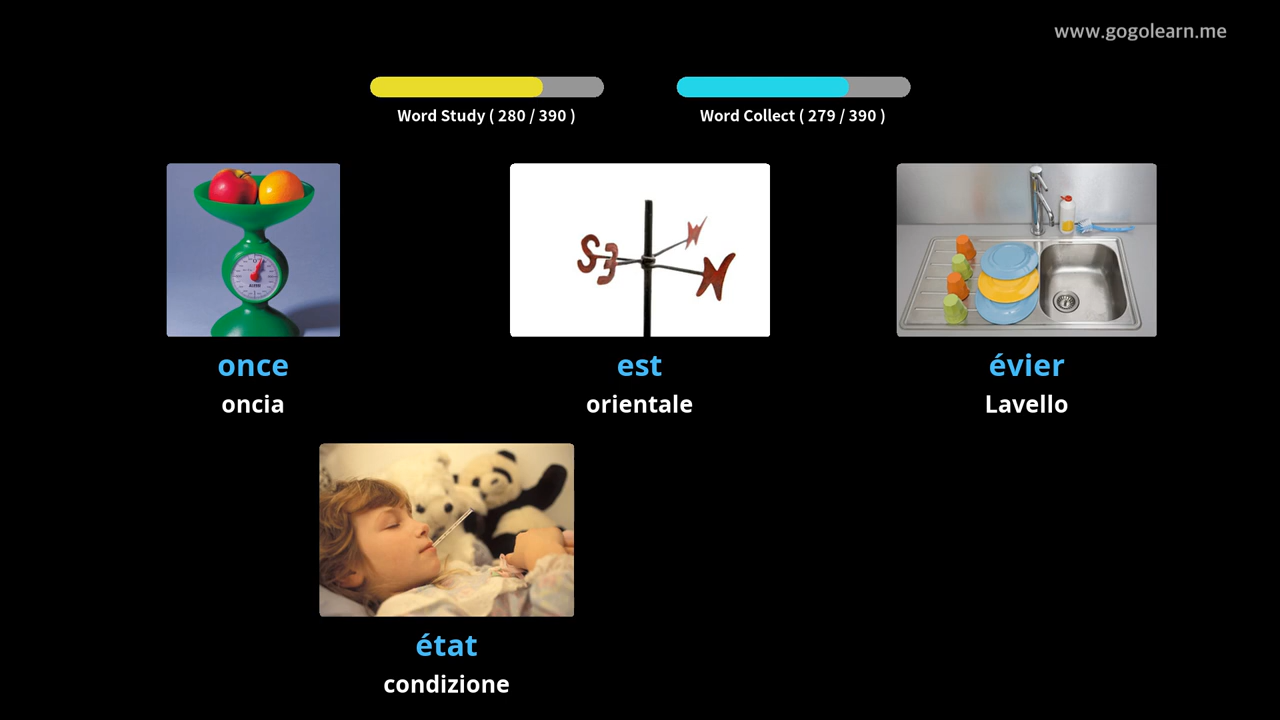 www.gogolearn.me
Word Study ( 280 / 390 )
Word Collect ( 279 / 390 )
once
oncia
est
orientale
évier
Lavello
état
condizione